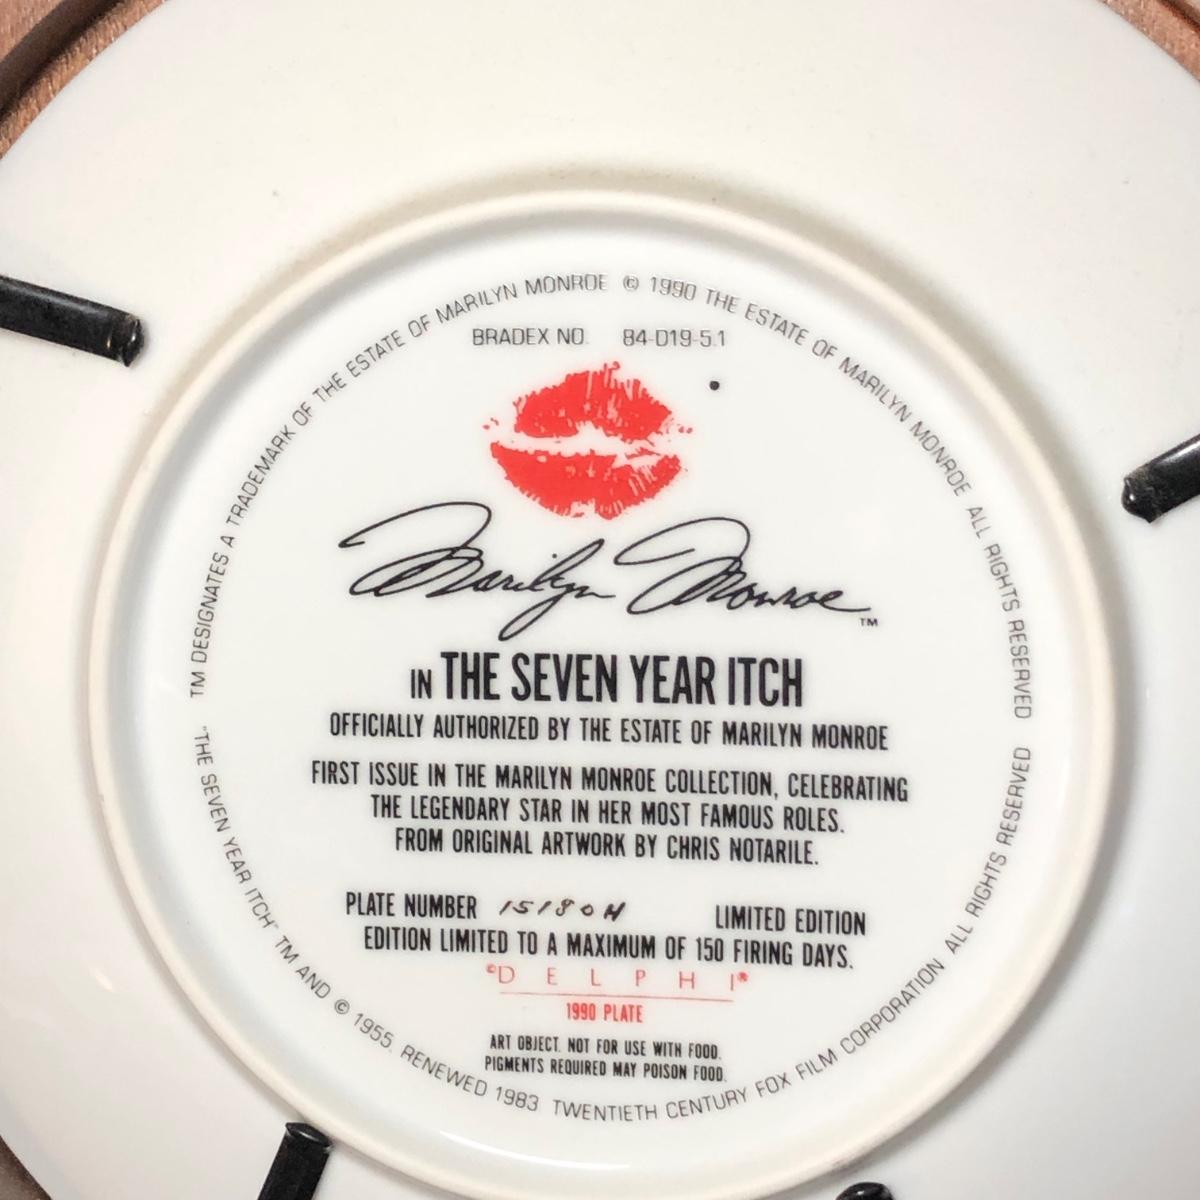 TM DESIGNATES A TRADEMARK OF THE ESTATE OF MARILYN MONROE © 1990 THE ESTATE OF MARILYN MONROE ALL RIGHTS RESERVED
BRADEX NO. 84-D19-5.1
Marilyn Monroe™
IN THE SEVEN YEAR ITCH
OFFICIALLY AUTHORIZED BY THE ESTATE OF MARILYN MONROE
FIRST ISSUE IN THE MARILYN MONROE COLLECTION, CELEBRATING
THE LEGENDARY STAR IN HER MOST FAMOUS ROLES.
FROM ORIGINAL ARTWORK BY CHRIS NOTARILE.
PLATE NUMBER 15180H LIMITED EDITION
EDITION LIMITED TO A MAXIMUM OF 150 FIRING DAYS.
©DELPHI®
1990 PLATE
ART OBJECT. NOT FOR USE WITH FOOD.
PIGMENTS REQUIRED MAY POISON FOOD.
"THE SEVEN YEAR ITCH" TM AND © 1955. RENEWED 1983 TWENTIETH CENTURY FOX FILM CORPORATION ALL RIGHTS RESERVED